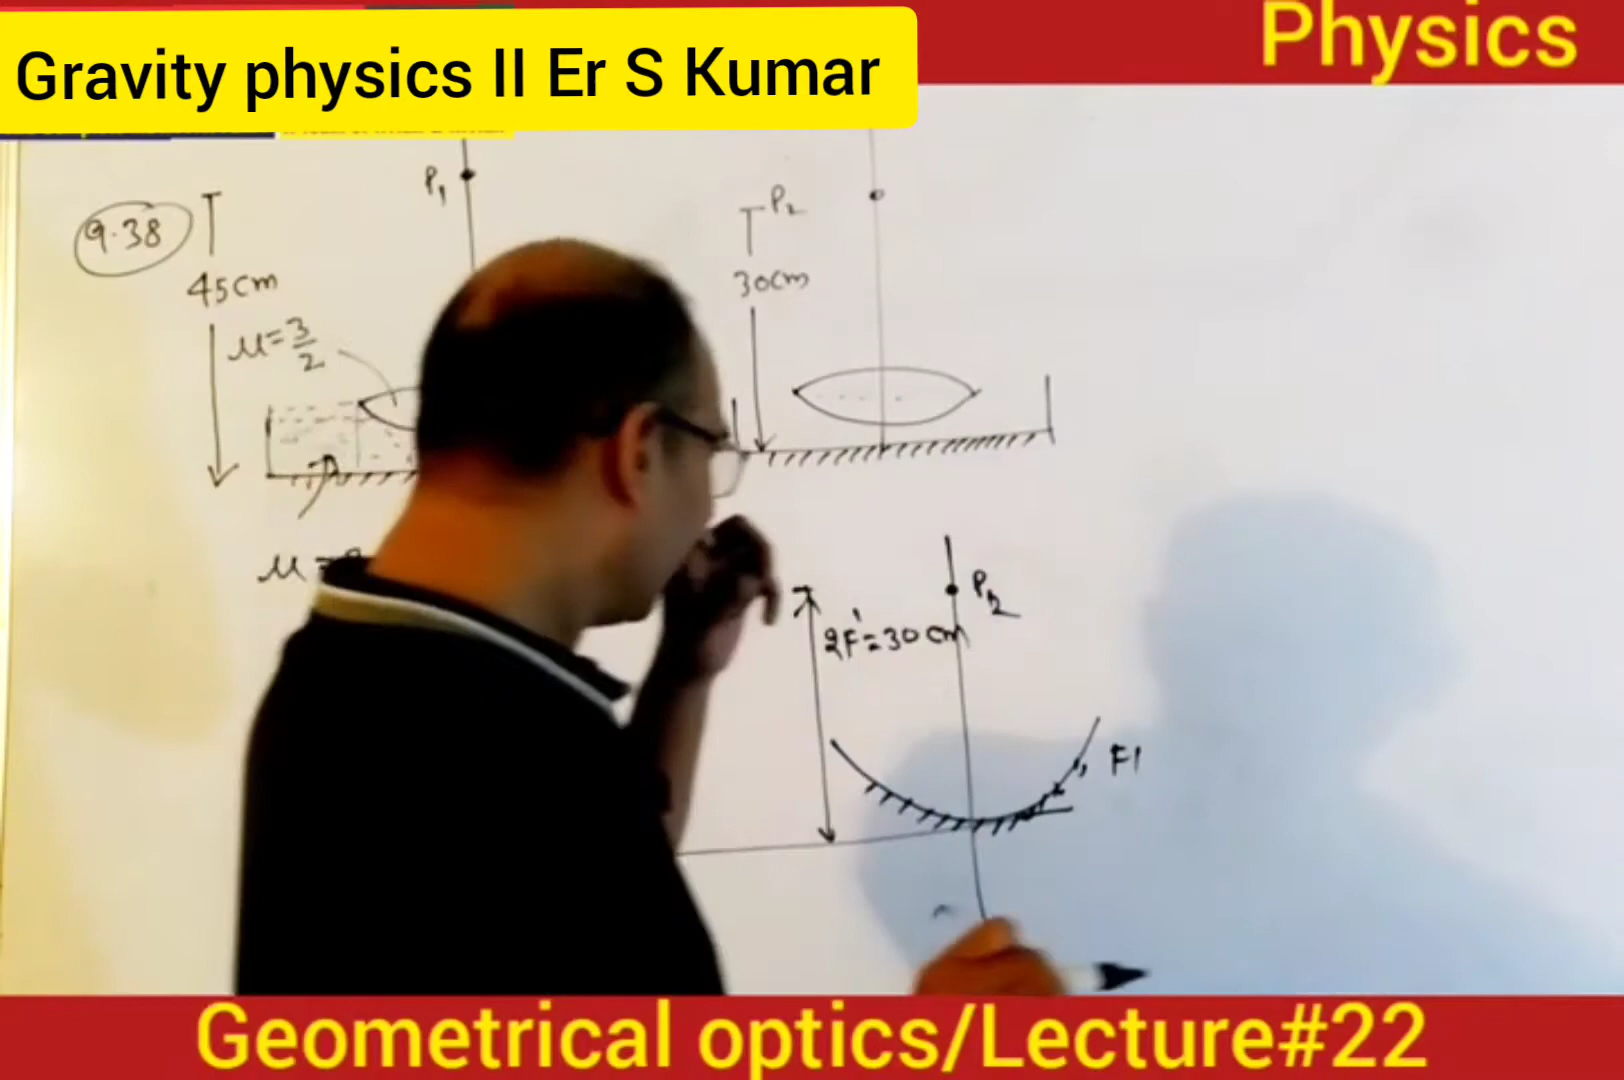 Physics
Gravity physics II Er S Kumar
P₁
9.38
45cm
μ=3/2
P₂
30cm
μ=
P₂
2F'=30cm
F'
Geometrical optics/Lecture#22